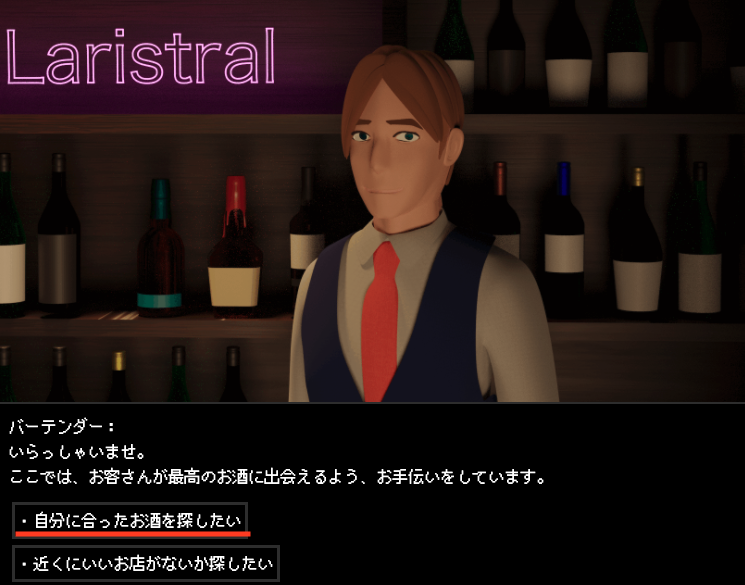 Laristral
バーテンダー：
いらっしゃいませ。
ここでは、お客さんが最高のお酒に出会えるよう、お手伝いをしています。
・自分に合ったお酒を探したい
・近くにいいお店がないか探したい